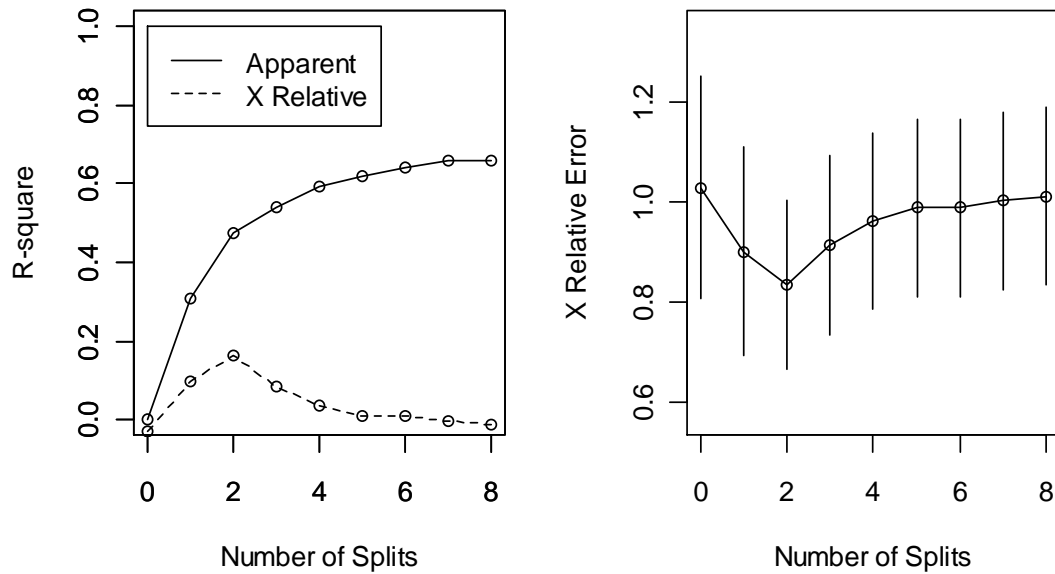 R-square
1.0
0.8
0.6
0.4
0.2
0.0
Apparent
X Relative
0 2 4 6 8
Number of Splits
X Relative Error
1.2
1.0
0.8
0.6
0 2 4 6 8
Number of Splits